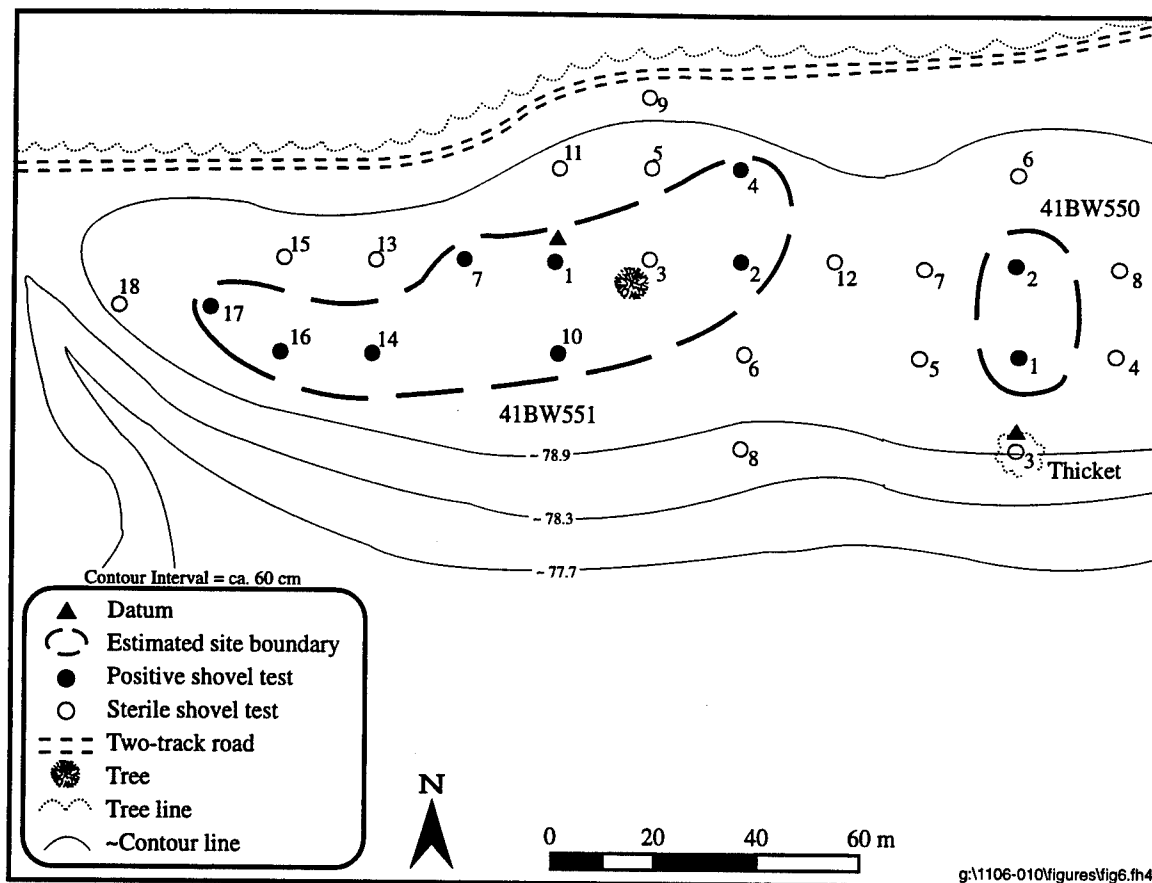 9
11 5
4
6
41BW550
15 13
7 1 3 2 12 7 2 8
18
17
16 14 10
6 5 1 4
41BW551
~ 78.9
8
3
Thicket
~ 78.3
~ 77.7
Contour Interval = ca. 60 cm
Datum
Estimated site boundary
Positive shovel test
Sterile shovel test
Two-track road
Tree
Tree line
~Contour line
N
0 20 40 60 m
g:\1106-010\figures\fig6.fh4